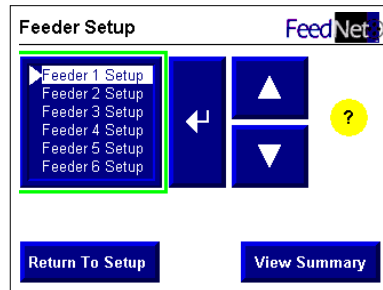 Feeder Setup
FeedNet®
Feeder 1 Setup
Feeder 2 Setup
Feeder 3 Setup
Feeder 4 Setup
Feeder 5 Setup
Feeder 6 Setup
?
Return To Setup
View Summary